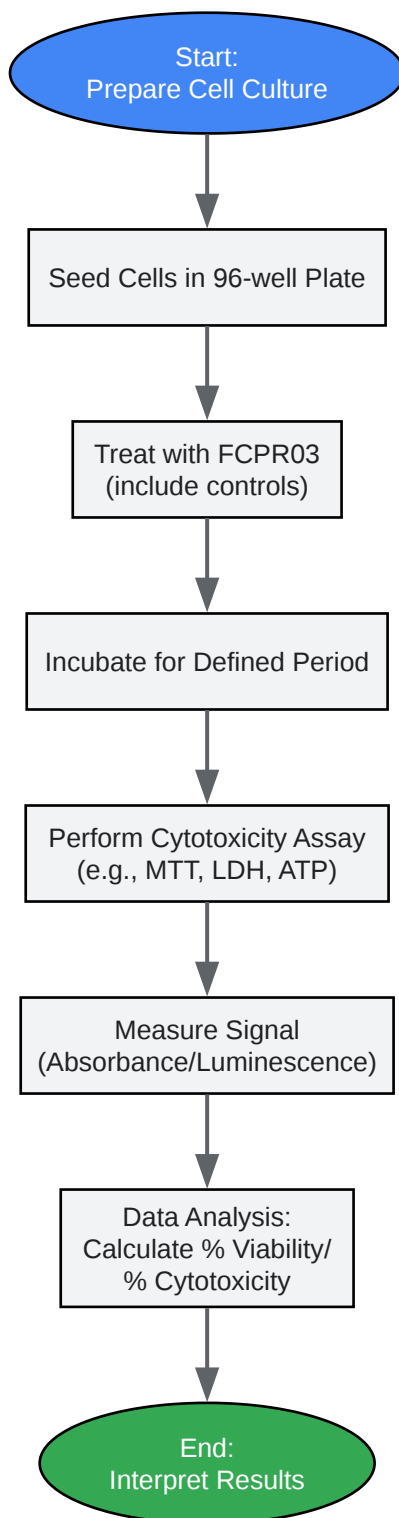 Start:
Prepare Cell Culture
Seed Cells in 96-well Plate
Treat with FCPR03
(include controls)
Incubate for Defined Period
Perform Cytotoxicity Assay
(e.g., MTT, LDH, ATP)
Measure Signal
(Absorbance/Luminescence)
Data Analysis:
Calculate % Viability/
% Cytotoxicity
End:
Interpret Results